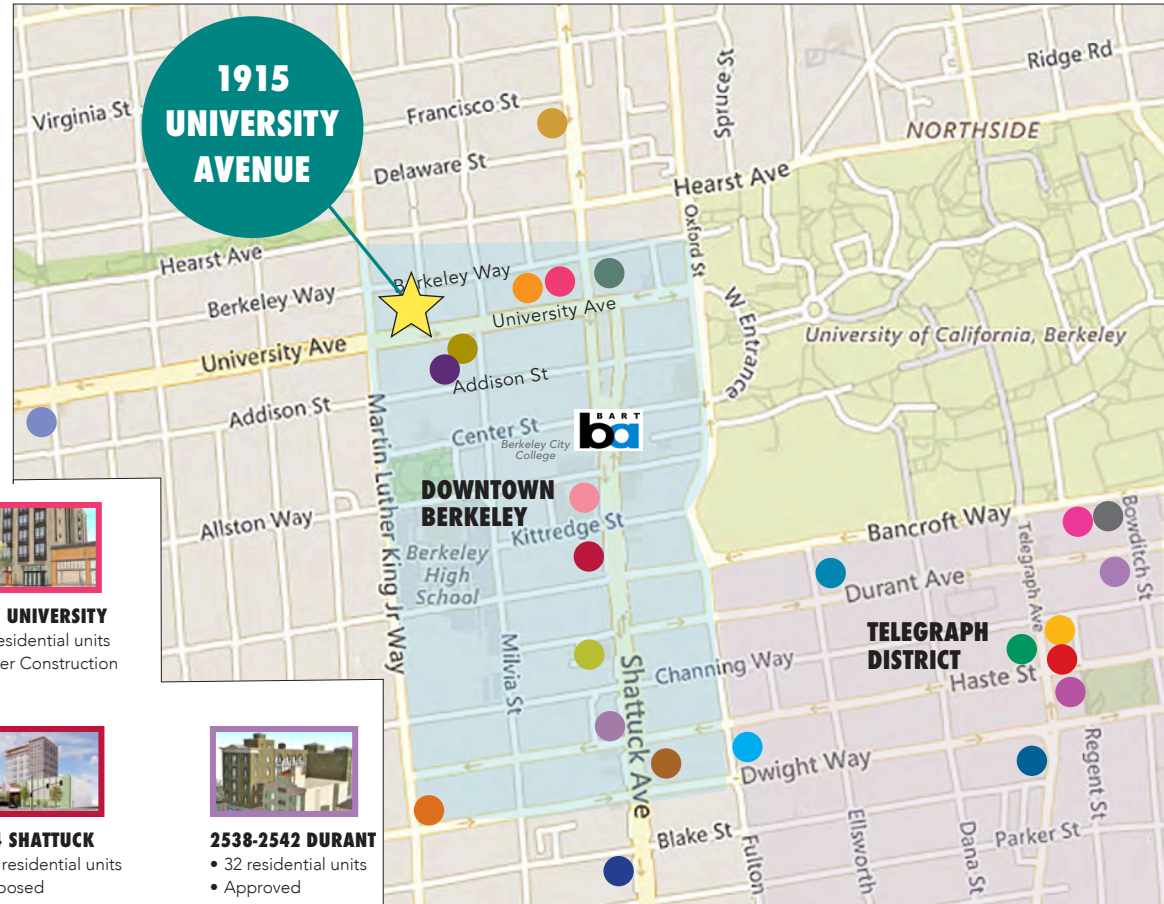 1915
UNIVERSITY
AVENUE
Virginia St
Francisco St
Delaware St
Spruce St
Ridge Rd
NORTHSIDE
Hearst Ave
Hearst Ave
Oxford St
Berkeley Way
Berkeley Way
University Ave
University Ave
W Entrance
University of California, Berkeley
Addison St
Addison St
Martin Luther King Jr Way
Center St
Berkeley City
College
BART
ba
DOWNTOWN
BERKELEY
Allston Way
Kittredge St
Berkeley
High
School
Bancroft Way
Telegraph Ave
Bowditch St
Durant Ave
TELEGRAPH
DISTRICT
Milvia St
Shattuck Ave
Channing Way
Haste St
Dwight Way
Regent St
Blake St
Fulton
Ellsworth
Dana St
Parker St
UNIVERSITY
residential units
Construction
SHATTUCK
residential units
2538-2542 DURANT
• 32 residential units
• Approved